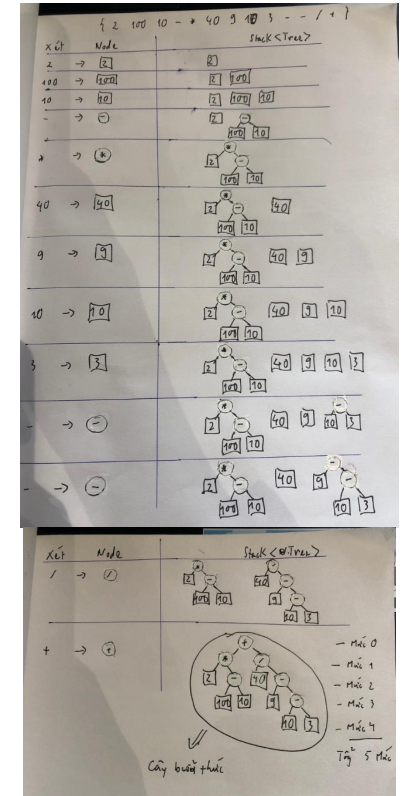 { 2 100 10 - * 40 9 10 3 - - / + }
Xét Node Stack <Tree>
2 → 2 2
100 → 100 2 100
10 → 10 2 100 10
- → - 2 -
100 10
* → * *
2 -
100 10
40 → 40 * 40
2 -
100 10
9 → 9 * 40 9
2 -
100 10
10 → 10 * 40 9 10
2 -
100 10
3 → 3 * 40 9 10 3
2 -
100 10
- → - * 40 9 -
2 - 10 3
100 10
- → - * 40 -
2 - 9 -
100 10 10 3
Xét Node Stack <Tree>
/ → / * /
2 - 40 -
100 10 9 -
10 3
+ → + + - Mức 0
* / - Mức 1
2 - 40 - - Mức 2
100 10 9 - - Mức 3
10 3 - Mức 4
Tổng 5 Mức
Cây biểu thức